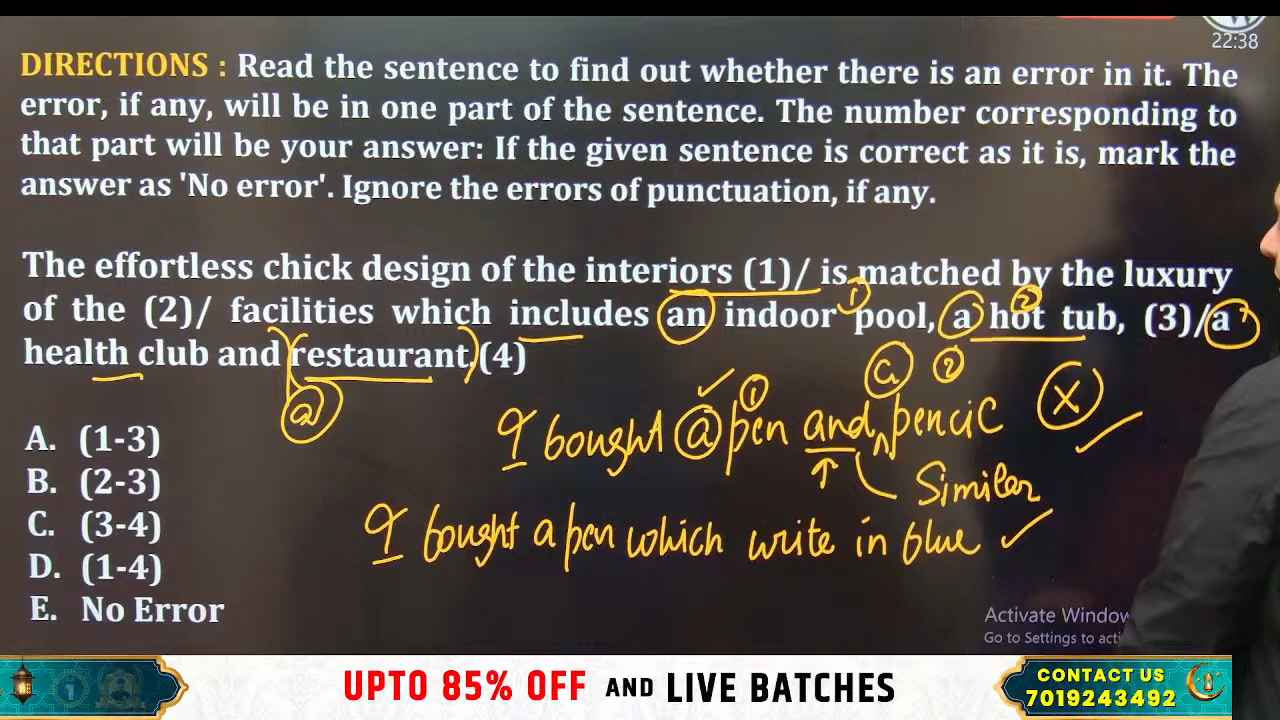 22:38
DIRECTIONS : Read the sentence to find out whether there is an error in it. The
error, if any, will be in one part of the sentence. The number corresponding to
that part will be your answer: If the given sentence is correct as it is, mark the
answer as 'No error'. Ignore the errors of punctuation, if any.
The effortless chick design of the interiors (1)/ is matched by the luxury
of the (2)/ facilities which includes an indoor pool, a hot tub, (3)/a
health club and restaurant.(4)
1
2
a
a
2
I bought a pen and pencil
1
X
Similar
I bought a pen which write in blue
A. (1-3)
B. (2-3)
C. (3-4)
D. (1-4)
E. No Error
Activate Window
Go to Settings to acti
UPTO 85% OFF AND LIVE BATCHES
CONTACT US
7019243492